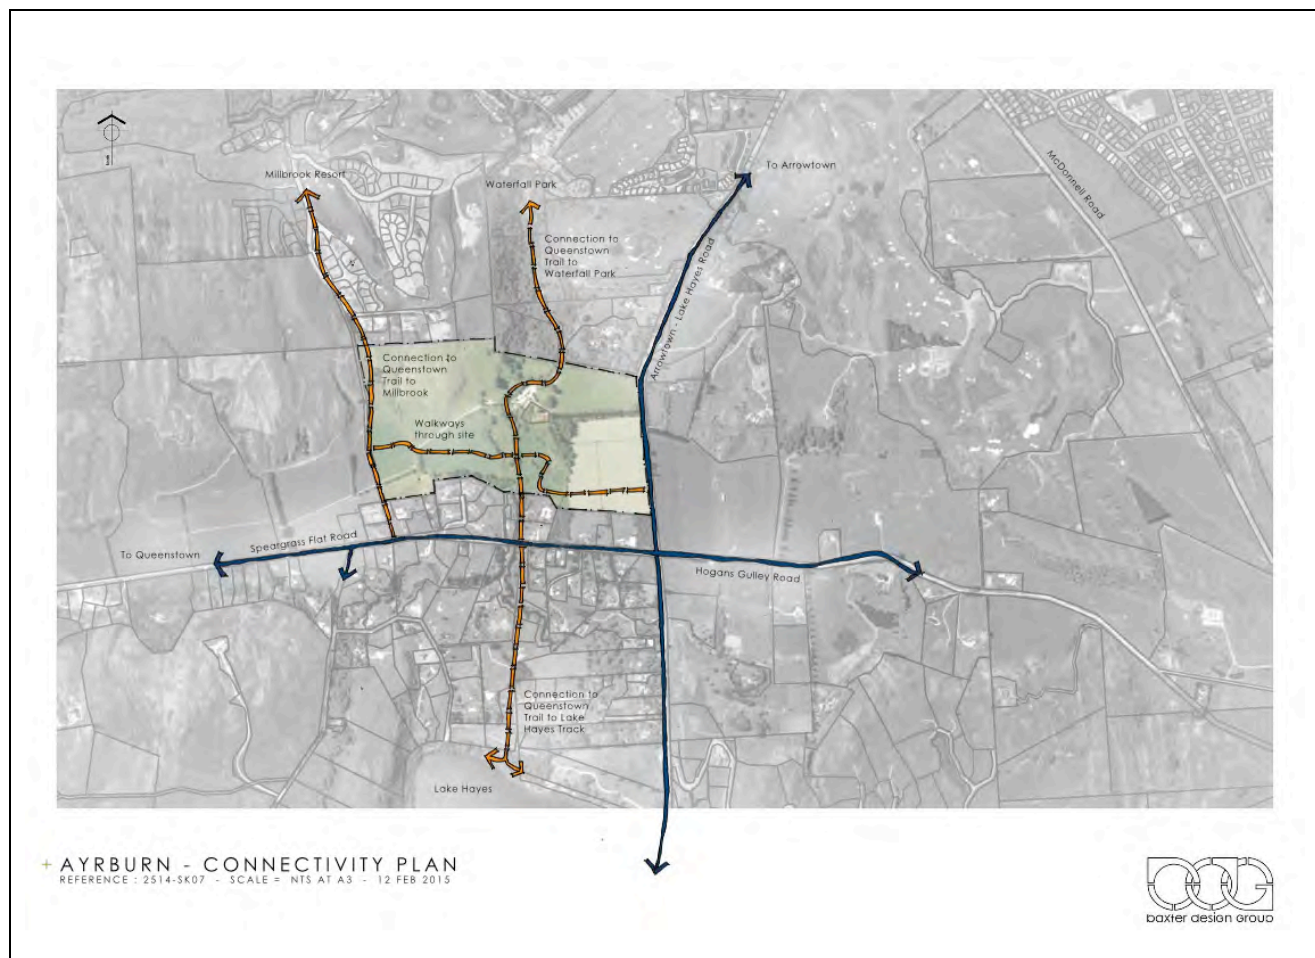 To Arrowtown
McDonnell Road
Millbrook Resort
Waterfall Park
Connection to
Queenstown
Trail to
Waterfall Park
Arrowtown - Lake Hayes Road
Connection to
Queenstown
Trail to
Millbrook
Walkways
through site
Speargrass Flat Road
To Queenstown
Hogans Gulley Road
Connection to
Queenstown
Trail to Lake
Hayes Track
Lake Hayes
+ AYRBURN - CONNECTIVITY PLAN
REFERENCE : 2514-SK07 - SCALE = NTS AT A3 - 12 FEB 2015
baxter design group